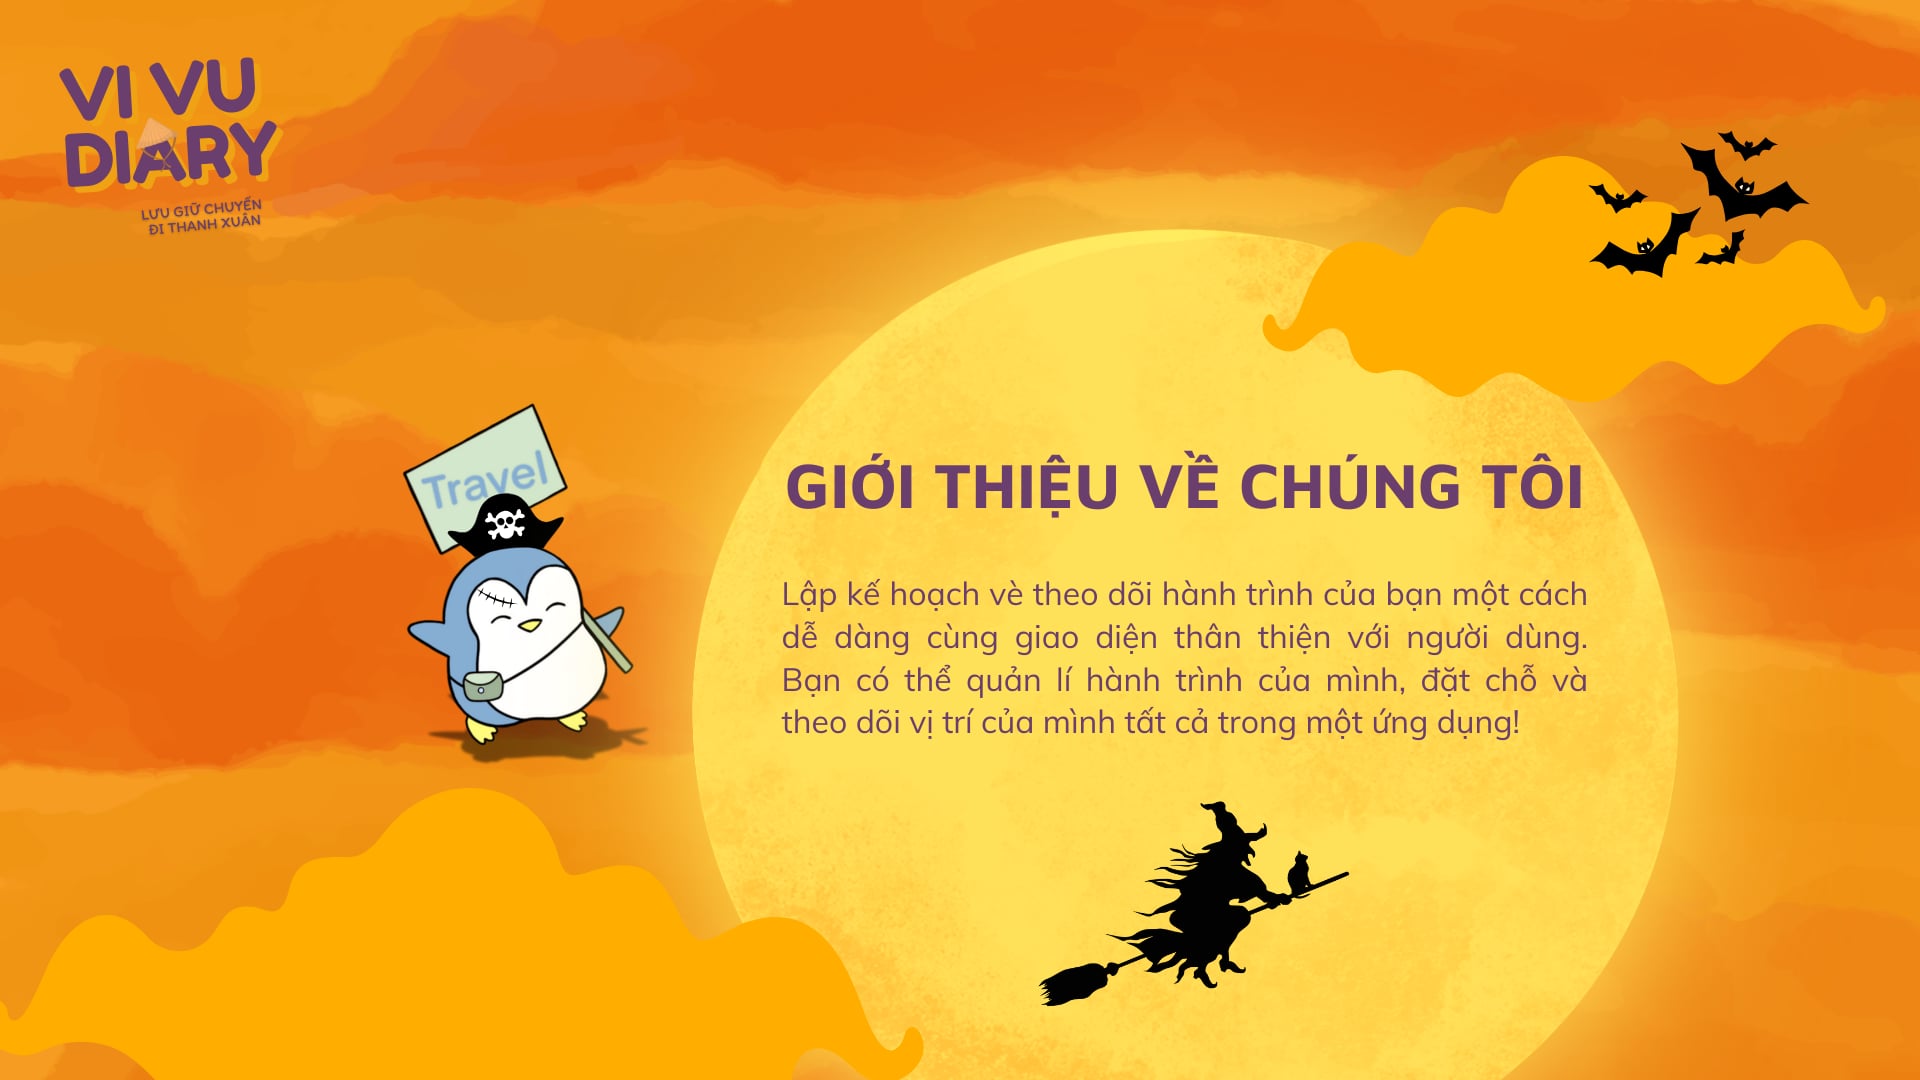 VI VU
DIARY
LƯU GIỮ CHUYẾN
ĐI THANH XUÂN
Travel
GIỚI THIỆU VỀ CHÚNG TÔI
Lập kế hoạch vè theo dõi hành trình của bạn một cách
dễ dàng cùng giao diện thân thiện với người dùng.
Bạn có thể quản lí hành trình của mình, đặt chỗ và
theo dõi vị trí của mình tất cả trong một ứng dụng!